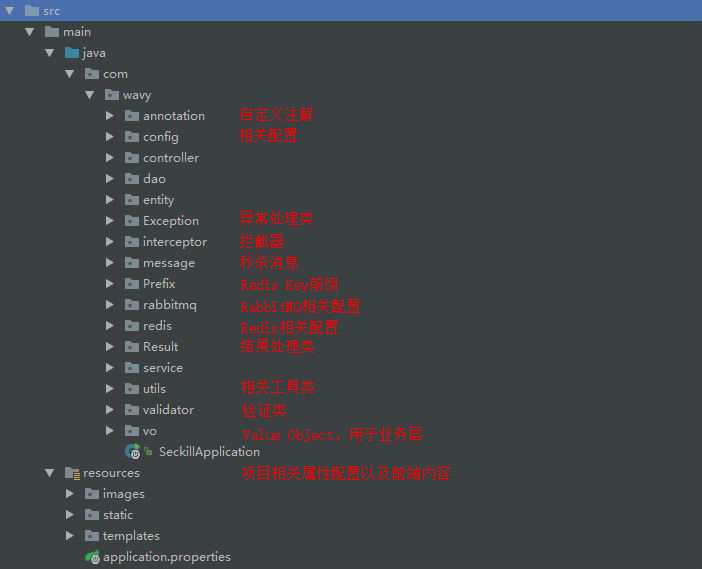 src
main
java
com
wavy
annotation 自定义注解
config 相关配置
controller
dao
entity
Exception 异常处理类
interceptor 拦截器
message 秒杀消息
Prefix Redis Key前缀
rabbitmq RabbitMQ相关配置
redis Redis相关配置
Result 结果处理类
service
utils 相关工具类
validator 验证类
vo Value Object, 用于业务层
SeckillApplication
resources 项目相关属性配置以及前端内容
images
static
templates
application.properties